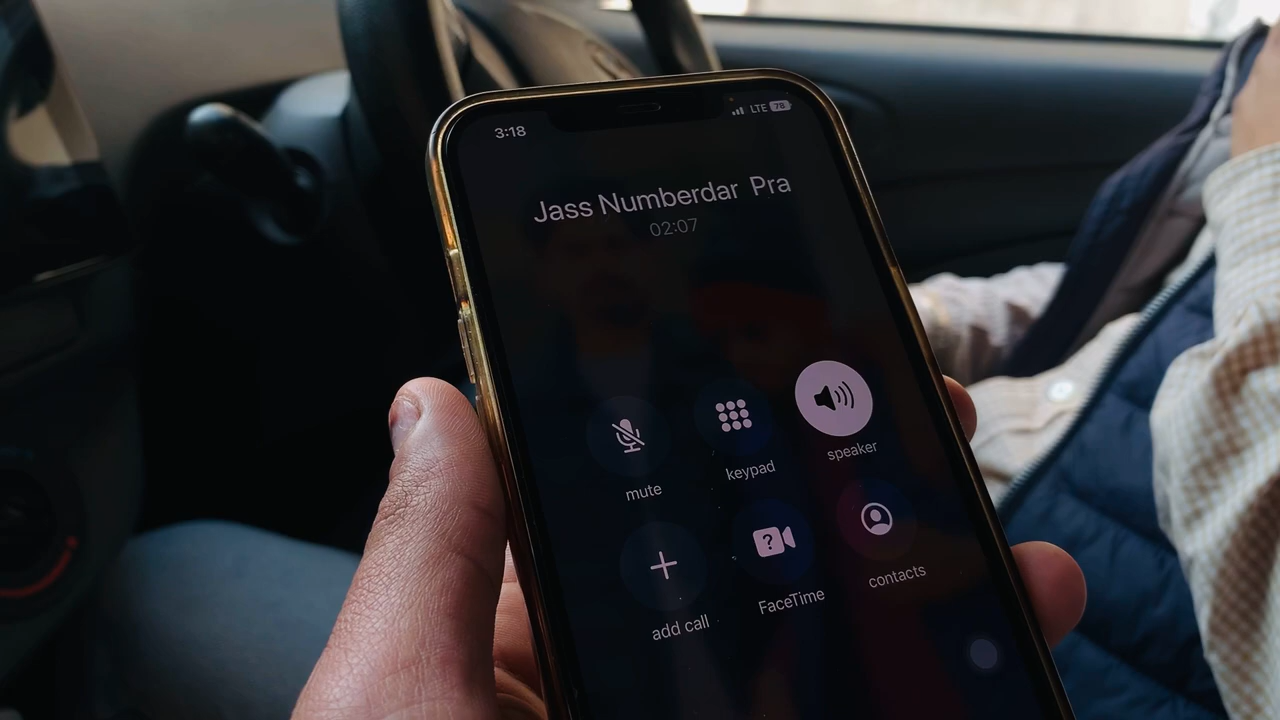 3:18
LTE 78
Jass Numberdar Pra
02:07
mute
keypad
speaker
add call
FaceTime
contacts